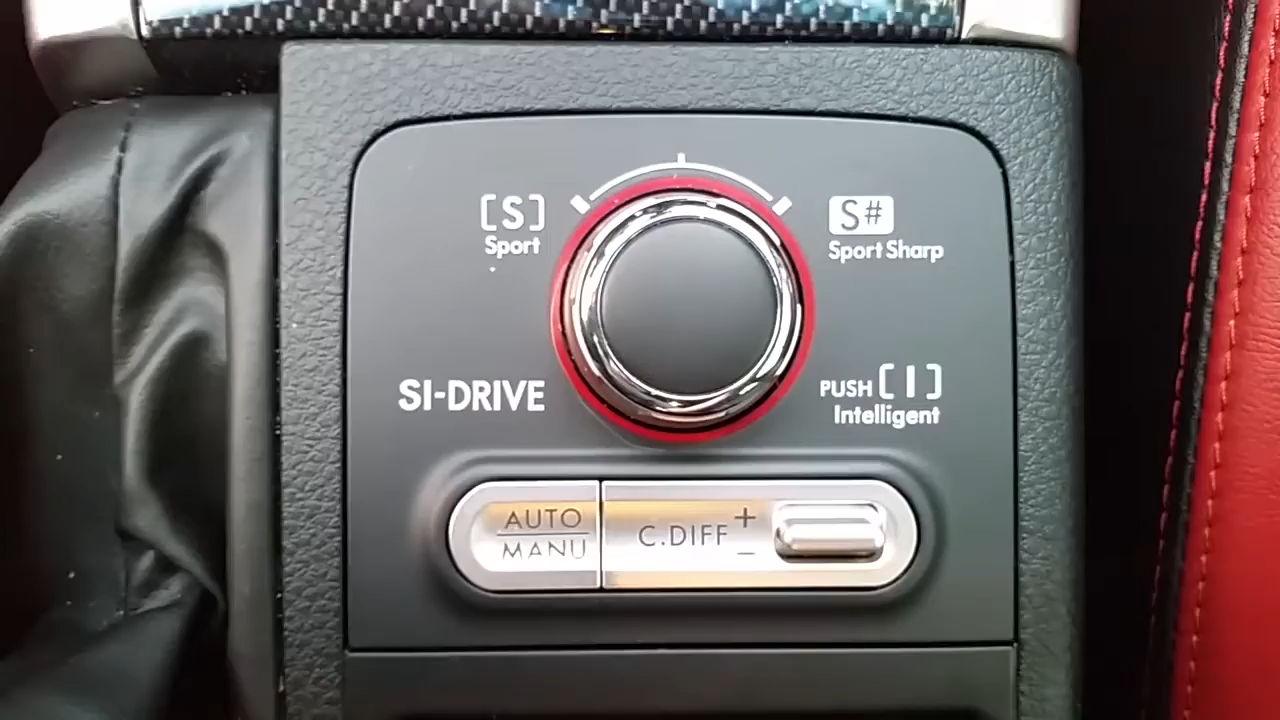 [S]
Sport
S#
Sport Sharp
SI-DRIVE
PUSH [I]
Intelligent
AUTO
MANU
C.DIFF + −